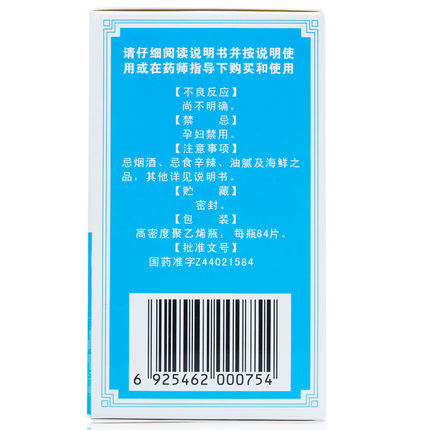 请仔细阅读说明书并按说明使
用或在药师指导下购买和使用
【不良反应】
尚不明确。
【禁 忌】
孕妇禁用。
【注意事项】
忌烟酒、忌食辛辣、油腻及海鲜之
品，其他详见说明书。
【贮 藏】
密封。
【包 装】
高密度聚乙烯瓶，每瓶84片。
【批准文号】
国药准字Z44021584
6 925462 000754